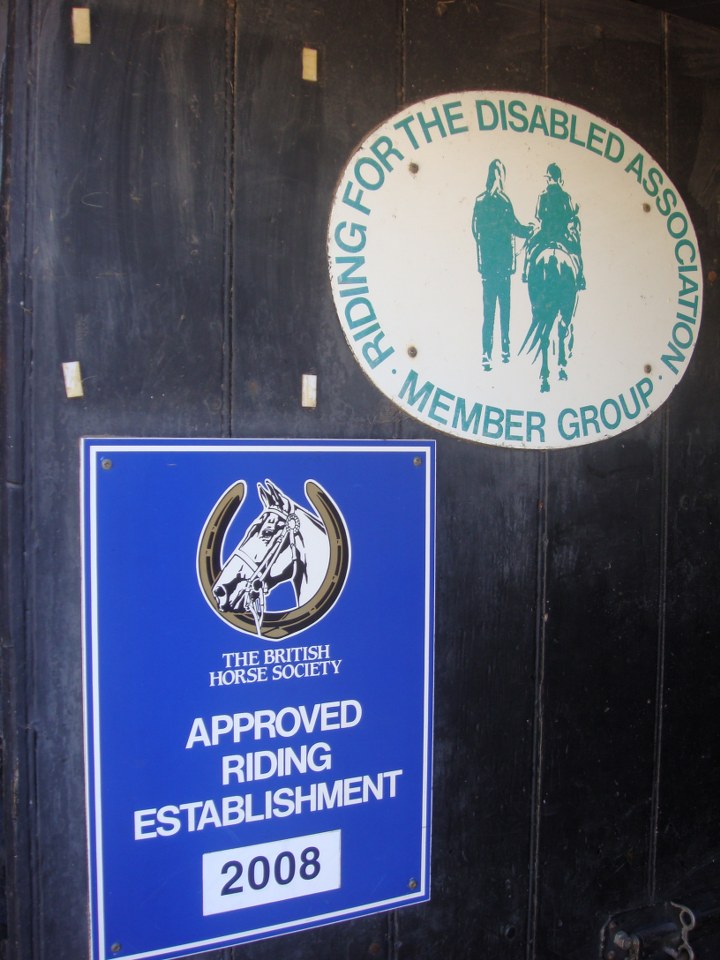 RIDING FOR THE DISABLED ASSOCIATION
· MEMBER GROUP ·
THE BRITISH
HORSE SOCIETY
APPROVED
RIDING
ESTABLISHMENT
2008